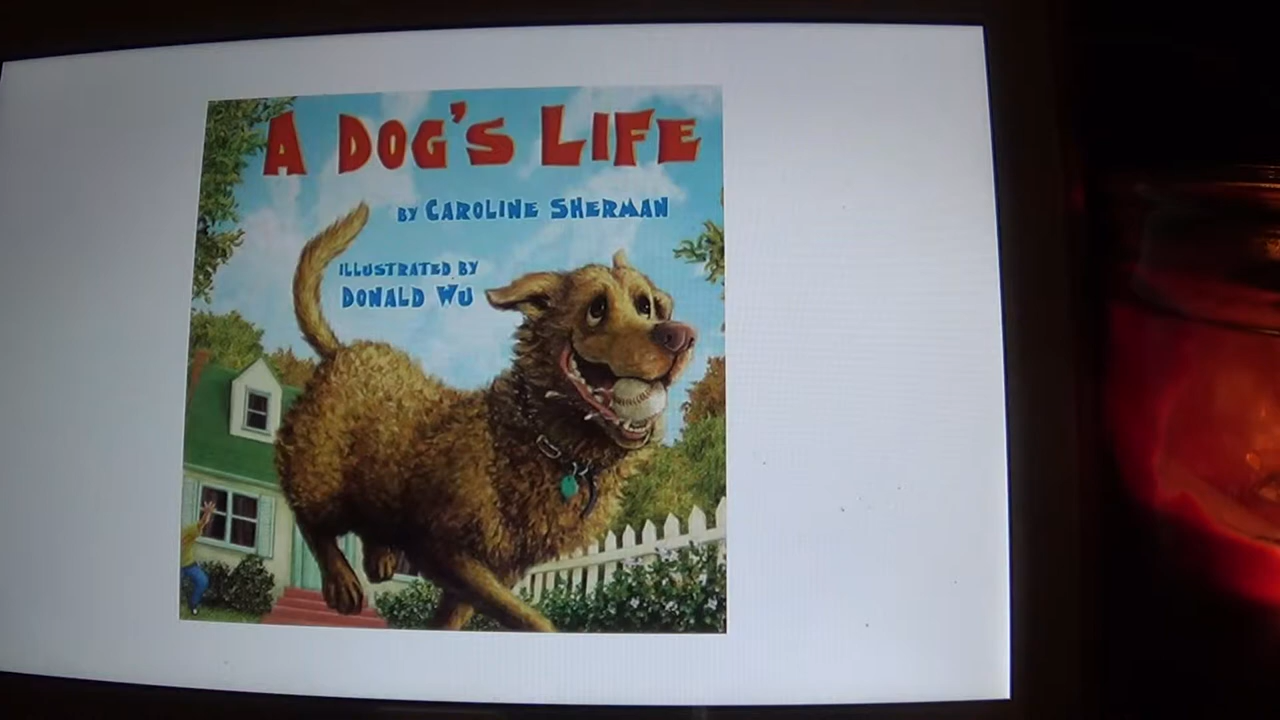 A DOG'S LIFE
BY CAROLINE SHERMAN
ILLUSTRATED BY
DONALD WU